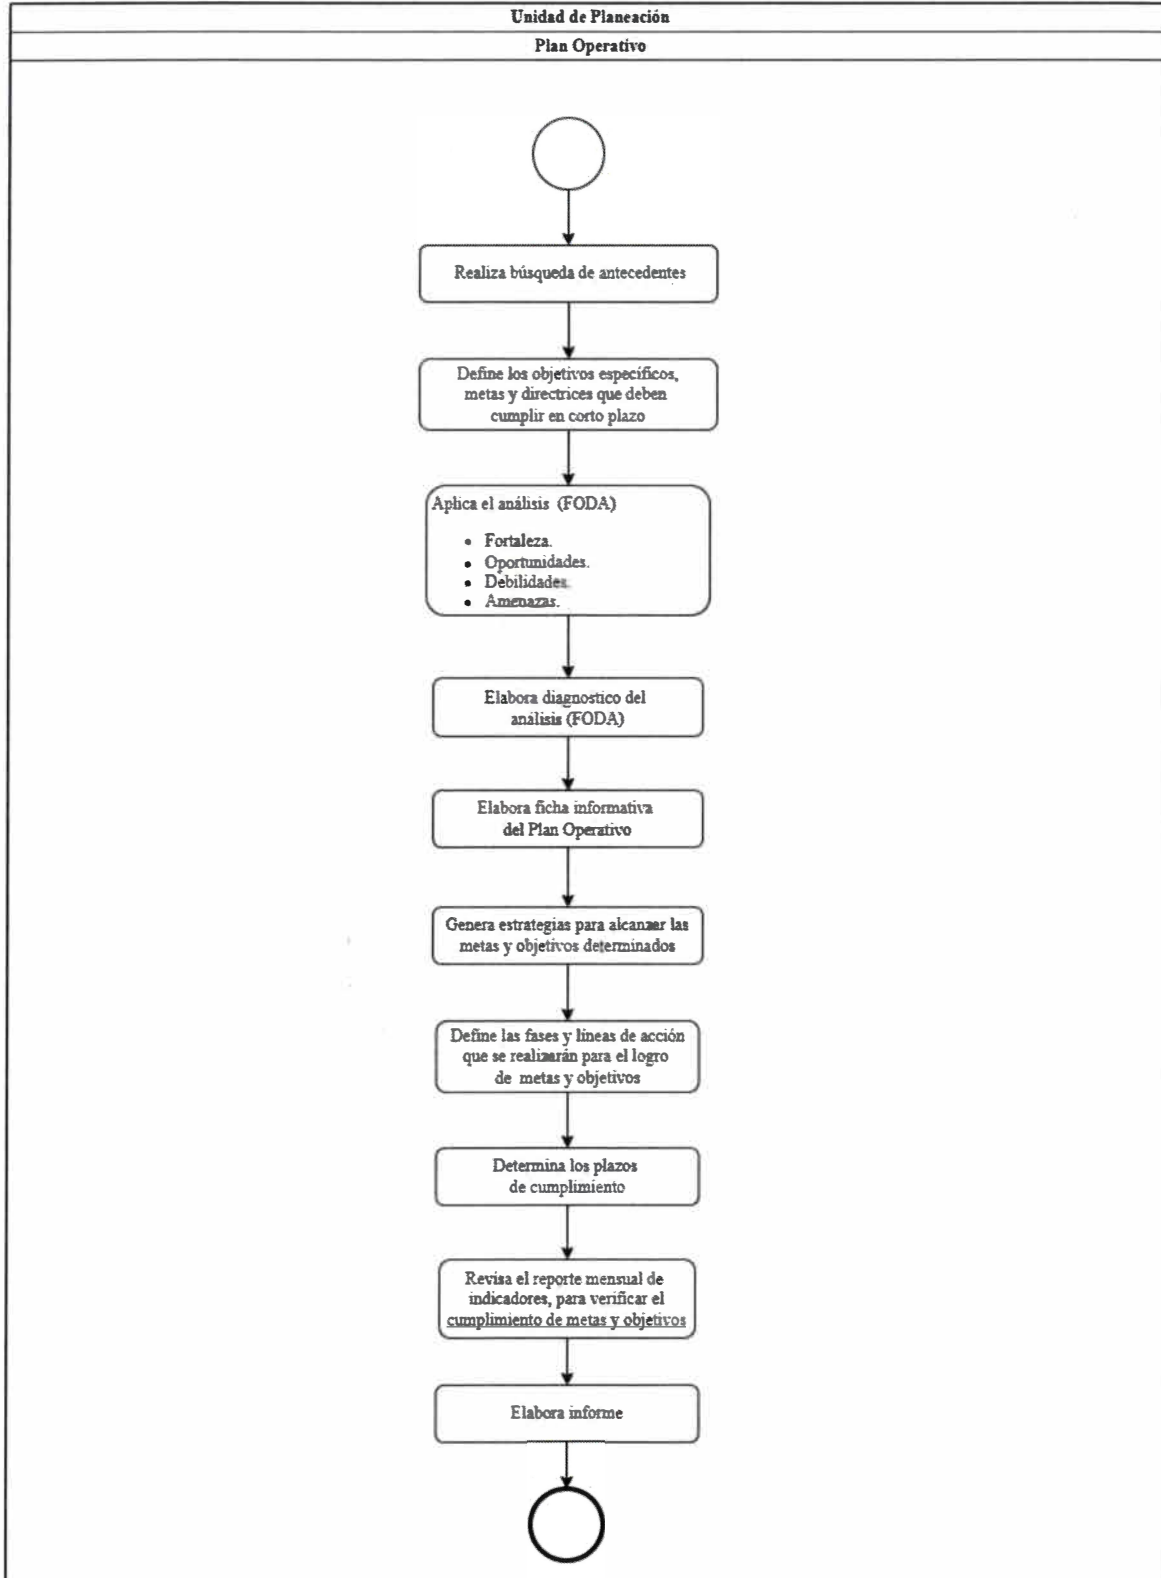 Unidad de Planeación
Plan Operativo
Realiza búsqueda de antecedentes
Define los objetivos específicos,
metas y directrices que deben
cumplir en corto plazo
Aplica el análisis (FODA)
• Fortaleza.
• Oportunidades.
• Debilidades.
• Amenazas.
Elabora diagnostico del
análisis (FODA)
Elabora ficha informativa
del Plan Operativo
Genera estrategias para alcanzer las
metas y objetivos determinados
Define las fases y líneas de acción
que se realizarán para el logro
de metas y objetivos
Determina los plazos
de cumplimiento
Revisa el reporte mensual de
indicadores, para verificar el
cumplimiento de metas y objetivos
Elabora informe